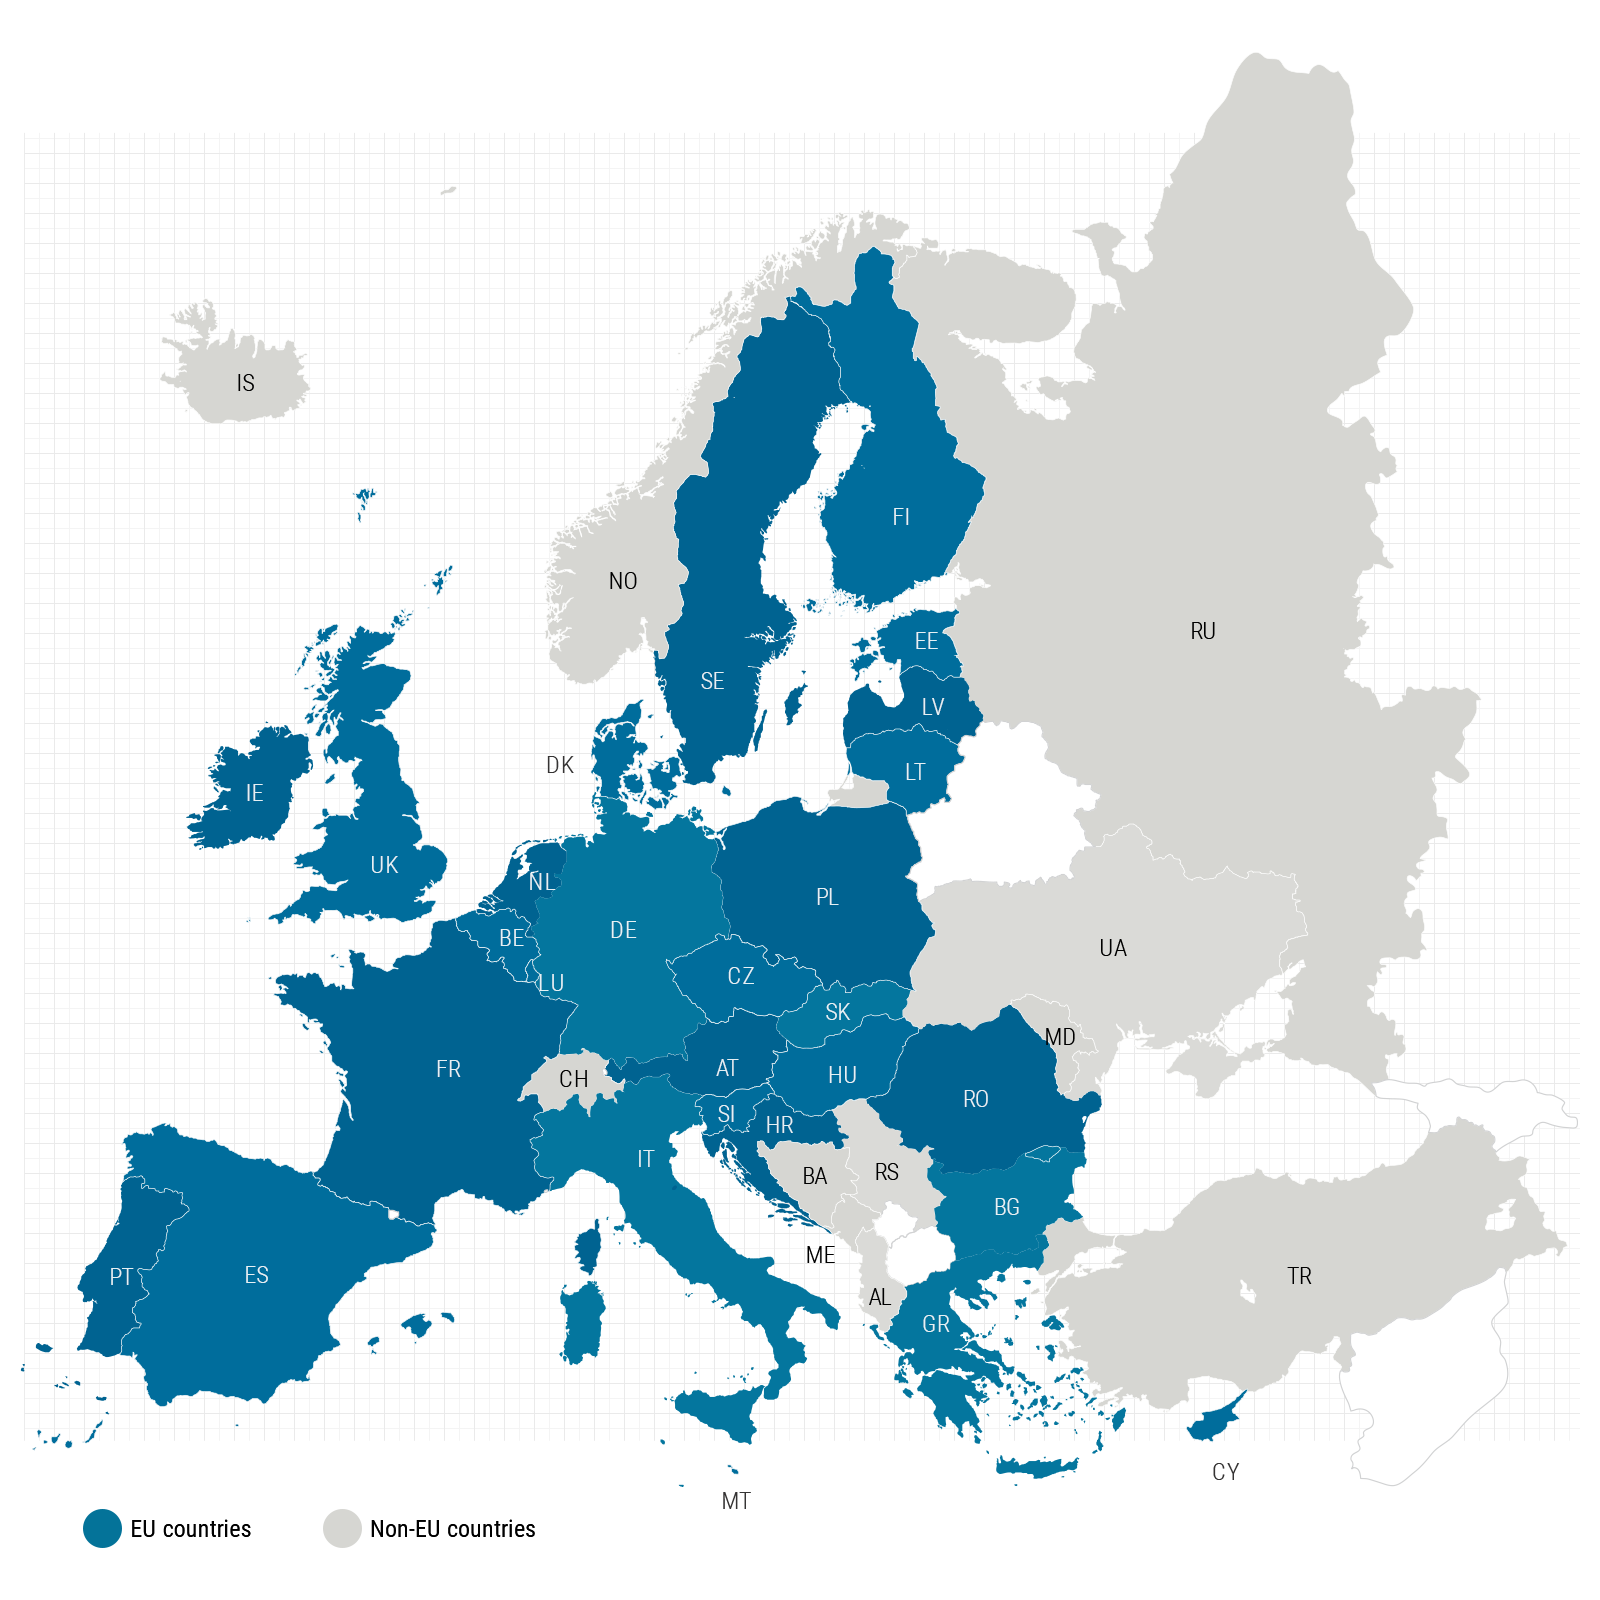 IS
FI
NO
RU
EE
SE
LV
DK
LT
IE
UK
NL
PL
DE
BE
UA
CZ
LU
SK
MD
FR
AT
CH
HU
RO
SI
HR
IT
BA
RS
BG
ME
PT
ES
TR
AL
GR
CY
MT
EU countries
Non-EU countries